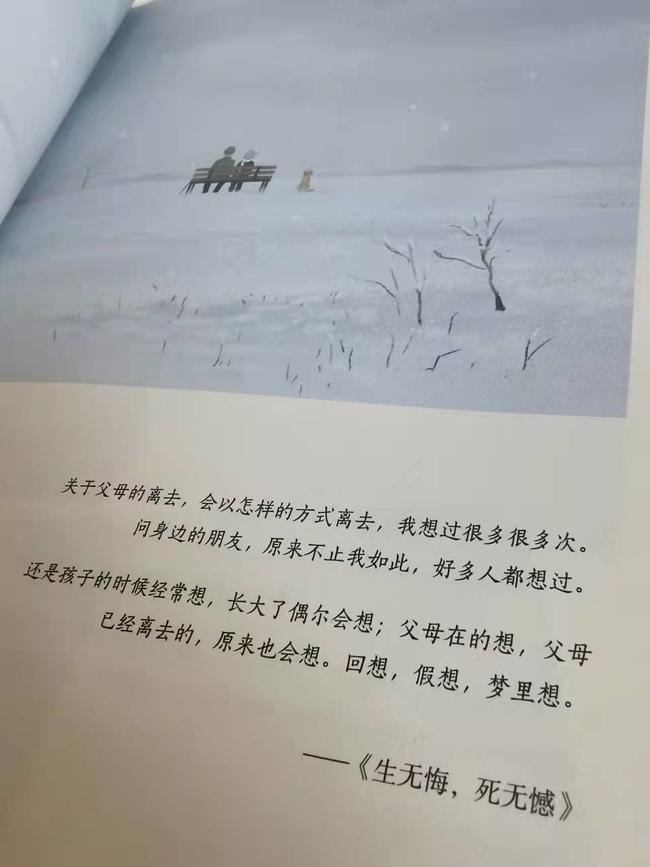 关于父母的离去，会以怎样的方式离去，我想过很多很多次。
问身边的朋友，原来不止我如此，好多人都想过。
还是孩子的时候经常想，长大了偶尔会想；父母在的想，父母
已经离去的，原来也会想。回想，假想，梦里想。
——《生无悔，死无憾》